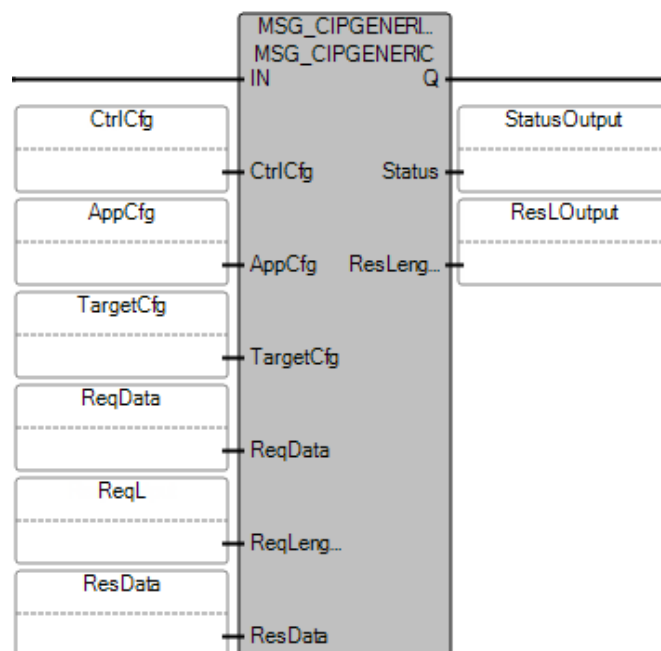 MSG_CIPGENERI...
MSG_CIPGENERIC
IN Q
CtrlCfg StatusOutput
CtrlCfg Status
AppCfg ResLOutput
AppCfg ResLeng...
TargetCfg
TargetCfg
ReqData
ReqData
ReqL
ReqLeng...
ResData
ResData